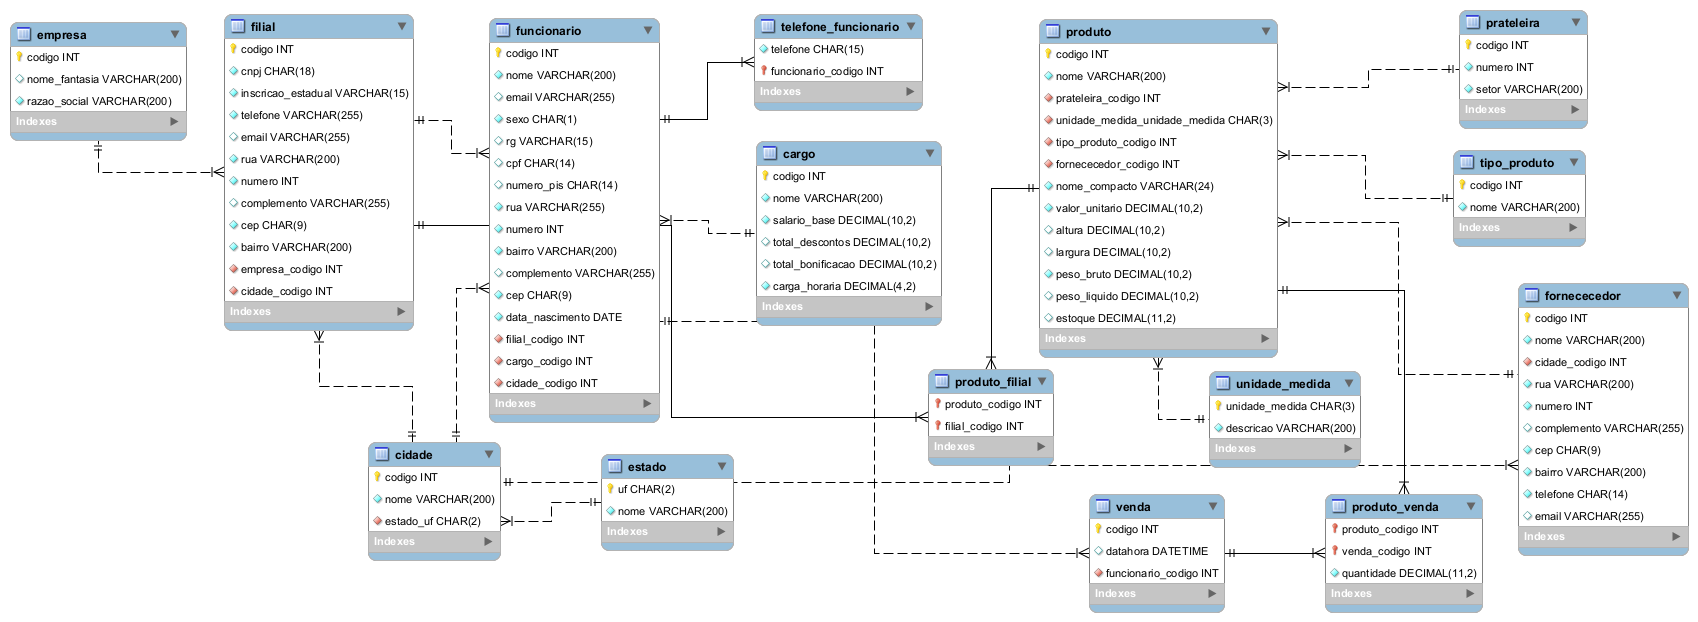 empresa
codigo INT
nome_fantasia VARCHAR(200)
razao_social VARCHAR(200)
Indexes
filial
codigo INT
cnpj CHAR(18)
inscricao_estadual VARCHAR(15)
telefone VARCHAR(255)
email VARCHAR(255)
rua VARCHAR(200)
numero INT
complemento VARCHAR(255)
cep CHAR(9)
bairro VARCHAR(200)
empresa_codigo INT
cidade_codigo INT
Indexes
funcionario
codigo INT
nome VARCHAR(200)
email VARCHAR(255)
sexo CHAR(1)
rg VARCHAR(15)
cpf CHAR(14)
numero_pis CHAR(14)
rua VARCHAR(255)
numero INT
bairro VARCHAR(200)
complemento VARCHAR(255)
cep CHAR(9)
data_nascimento DATE
filial_codigo INT
cargo_codigo INT
cidade_codigo INT
Indexes
telefone_funcionario
telefone CHAR(15)
funcionario_codigo INT
Indexes
cargo
codigo INT
nome VARCHAR(200)
salario_base DECIMAL(10,2)
total_descontos DECIMAL(10,2)
total_bonificacao DECIMAL(10,2)
carga_horaria DECIMAL(4,2)
Indexes
produto
codigo INT
nome VARCHAR(200)
prateleira_codigo INT
unidade_medida_unidade_medida CHAR(3)
tipo_produto_codigo INT
fornececedor_codigo INT
nome_compacto VARCHAR(24)
valor_unitario DECIMAL(10,2)
altura DECIMAL(10,2)
largura DECIMAL(10,2)
peso_bruto DECIMAL(10,2)
peso_liquido DECIMAL(10,2)
estoque DECIMAL(11,2)
Indexes
prateleira
codigo INT
numero INT
setor VARCHAR(200)
Indexes
tipo_produto
codigo INT
nome VARCHAR(200)
Indexes
fornececedor
codigo INT
nome VARCHAR(200)
cidade_codigo INT
rua VARCHAR(200)
numero INT
complemento VARCHAR(255)
cep CHAR(9)
bairro VARCHAR(200)
telefone CHAR(14)
email VARCHAR(255)
Indexes
produto_filial
produto_codigo INT
filial_codigo INT
Indexes
unidade_medida
unidade_medida CHAR(3)
descricao VARCHAR(200)
Indexes
cidade
codigo INT
nome VARCHAR(200)
estado_uf CHAR(2)
Indexes
estado
uf CHAR(2)
nome VARCHAR(200)
Indexes
venda
codigo INT
datahora DATETIME
funcionario_codigo INT
Indexes
produto_venda
produto_codigo INT
venda_codigo INT
quantidade DECIMAL(11,2)
Indexes